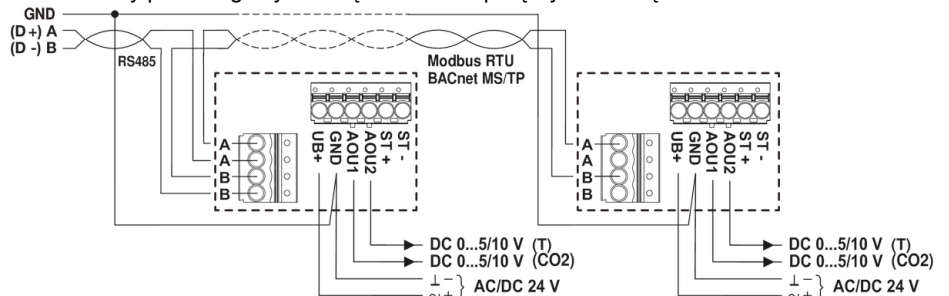 GND
(D+) A
(D -) B
RS485
Modbus RTU
BACnet MS/TP
UB+
GND
AOU1
AOU2
ST +
ST -
A
A
B
B
UB+
GND
AOU1
AOU2
ST +
ST -
A
A
B
B
DC 0...5/10 V (T)
DC 0...5/10 V (CO2)
AC/DC 24 V
DC 0...5/10 V (T)
DC 0...5/10 V (CO2)
AC/DC 24 V